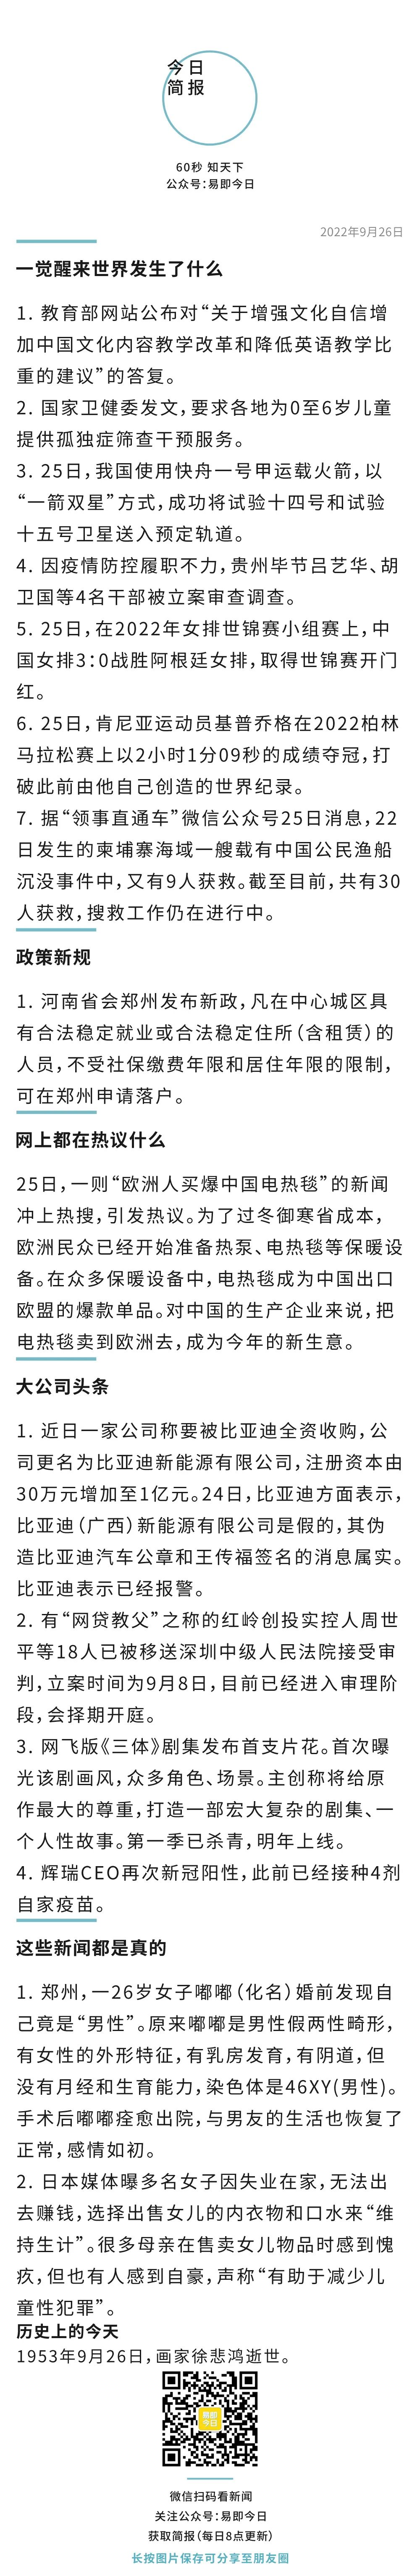 今日
简报
60秒 知天下
公众号：易即今日
2022年9月26日
一觉醒来世界发生了什么
1. 教育部网站公布对“关于增强文化自信增
加中国文化内容教学改革和降低英语教学比
重的建议”的答复。
2. 国家卫健委发文，要求各地为0至6岁儿童
提供孤独症筛查干预服务。
3. 25日，我国使用快舟一号甲运载火箭，以
“一箭双星”方式，成功将试验十四号和试验
十五号卫星送入预定轨道。
4. 因疫情防控履职不力，贵州毕节吕艺华、胡
卫国等4名干部被立案审查调查。
5. 25日，在2022年女排世锦赛小组赛上，中
国女排3：0战胜阿根廷女排，取得世锦赛开门
红。
6. 25日，肯尼亚运动员基普乔格在2022柏林
马拉松赛上以2小时1分09秒的成绩夺冠，打
破此前由他自己创造的世界纪录。
7. 据“领事直通车”微信公众号25日消息，22
日发生的柬埔寨海域一艘载有中国公民渔船
沉没事件中，又有9人获救。截至目前，共有30
人获救，搜救工作仍在进行中。
政策新规
1. 河南省会郑州发布新政，凡在中心城区具
有合法稳定就业或合法稳定住所（含租赁）的
人员，不受社保缴费年限和居住年限的限制，
可在郑州申请落户。
网上都在热议什么
25日，一则“欧洲人买爆中国电热毯”的新闻
冲上热搜，引发热议。为了过冬御寒省成本，
欧洲民众已经开始准备热泵、电热毯等保暖设
备。在众多保暖设备中，电热毯成为中国出口
欧盟的爆款单品。对中国的生产企业来说，把
电热毯卖到欧洲去，成为今年的新生意。
大公司头条
1. 近日一家公司称要被比亚迪全资收购，公
司更名为比亚迪新能源有限公司，注册资本由
30万元增加至1亿元。24日，比亚迪方面表示，
比亚迪（广西）新能源有限公司是假的，其伪
造比亚迪汽车公章和王传福签名的消息属实。
比亚迪表示已经报警。
2. 有“网贷教父”之称的红岭创投实控人周世
平等18人已被移送深圳中级人民法院接受审
判，立案时间为9月8日，目前已经进入审理阶
段，会择期开庭。
3. 网飞版《三体》剧集发布首支片花。首次曝
光该剧画风，众多角色、场景。主创称将给原
作最大的尊重，打造一部宏大复杂的剧集、一
个人性故事。第一季已杀青，明年上线。
4. 辉瑞CEO再次新冠阳性，此前已经接种4剂
自家疫苗。
这些新闻都是真的
1. 郑州，一26岁女子嘟嘟（化名）婚前发现自
己竟是“男性”。原来嘟嘟是男性假两性畸形，
有女性的外形特征，有乳房发育，有阴道，但
没有月经和生育能力，染色体是46XY(男性)。
手术后嘟嘟痊愈出院，与男友的生活也恢复了
正常，感情如初。
2. 日本媒体曝多名女子因失业在家，无法出
去赚钱，选择出售女儿的内衣物和口水来“维
持生计”。很多母亲在售卖女儿物品时感到愧
疚，但也有人感到自豪，声称“有助于减少儿
童性犯罪”。
历史上的今天
1953年9月26日，画家徐悲鸿逝世。
易即
今日
微信扫码看新闻
关注公众号：易即今日
获取简报（每日8点更新）
长按图片保存可分享至朋友圈